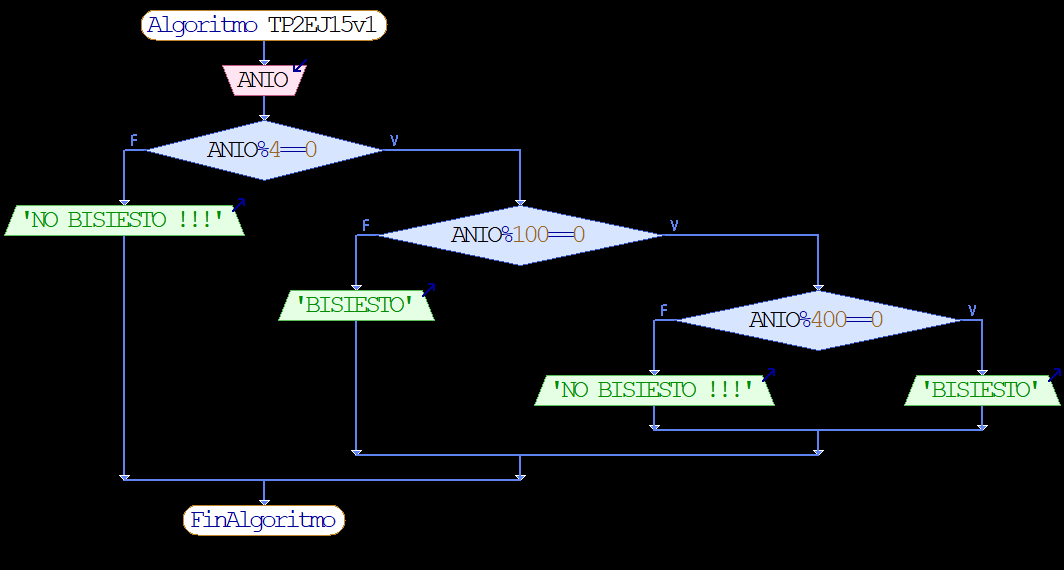 Algoritmo TP2EJ15v1
ANIO
F
ANIO%4==0
V
'NO BISIESTO !!!'
F
ANIO%100==0
V
'BISIESTO'
F
ANIO%400==0
V
'NO BISIESTO !!!'
'BISIESTO'
FinAlgoritmo